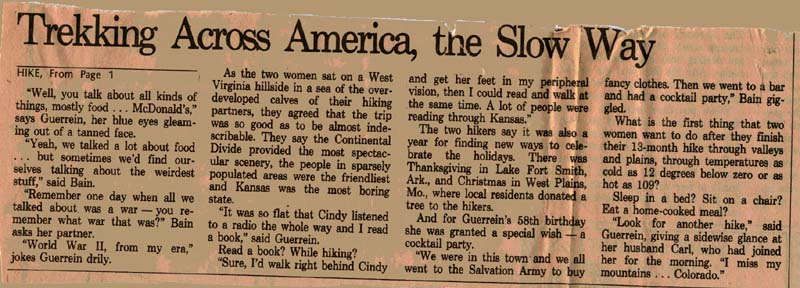 Trekking Across America, the Slow Way
HIKE, From Page 1
“Well, you talk about all kinds of
things, mostly food . . . McDonald’s,”
says Guerrein, her blue eyes gleam-
ing out of a tanned face.
“Yeah, we talked a lot about food
. . . but sometimes we’d find our-
selves talking about the weirdest
stuff,” said Bain.
“Remember one day when all we
talked about was a war — you re-
member what war that was?” Bain
asks her partner.
“World War II, from my era,”
jokes Guerrein drily.
As the two women sat on a West
Virginia hillside in a sea of the over-
developed calves of their hiking
partners, they agreed that the trip
was so good as to be almost inde-
scribable. They say the Continental
Divide provided the most spectac-
ular scenery, the people in sparsely
populated areas were the friendliest
and Kansas was the most boring
state.
“It was so flat that Cindy listened
to a radio the whole way and I read
a book,” said Guerrein.
Read a book? While hiking?
“Sure, I’d walk right behind Cindy
and get her feet in my peripheral
vision, then I could read and walk at
the same time. A lot of people were
reading through Kansas.”
The two hikers say it was also a
year for finding new ways to cele-
brate the holidays. There was
Thanksgiving in Lake Fort Smith,
Ark., and Christmas in West Plains,
Mo., where local residents donated a
tree to the hikers.
And for Guerrein’s 58th birthday
she was granted a special wish — a
cocktail party.
“We were in this town and we all
went to the Salvation Army to buy
fancy clothes. Then we went to a bar
and had a cocktail party,” Bain gig-
gled.
What is the first thing that two
women want to do after they finish
their 13-month hike through valleys
and plains, through temperatures as
cold as 12 degrees below zero or as
hot as 109?
Sleep in a bed? Sit on a chair?
Eat a home-cooked meal?
“Look for another hike,” said
Guerrein, giving a sidewise glance at
her husband Carl, who had joined
her for the morning. “I miss my
mountains . . . Colorado.”